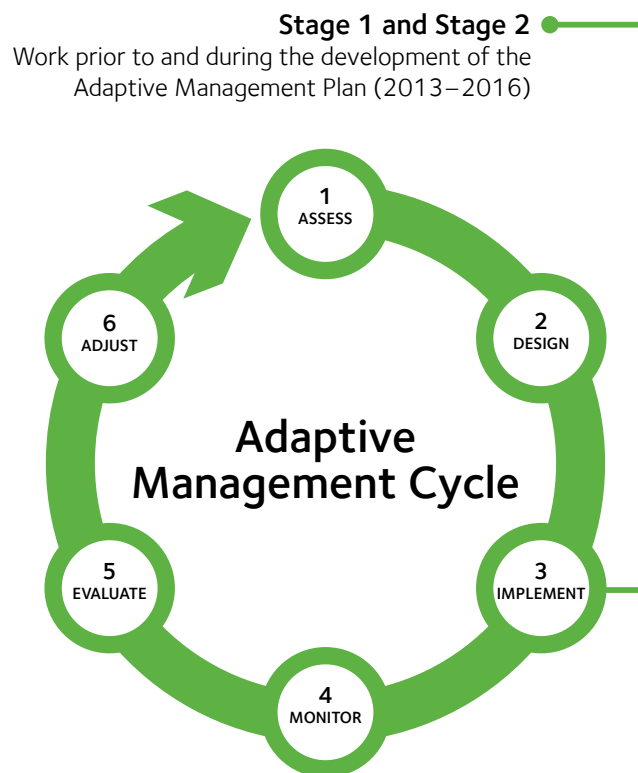 Stage 1 and Stage 2
Work prior to and during the development of the
Adaptive Management Plan (2013–2016)
1
ASSESS
2
DESIGN
3
IMPLEMENT
4
MONITOR
5
EVALUATE
6
ADJUST
Adaptive
Management Cycle